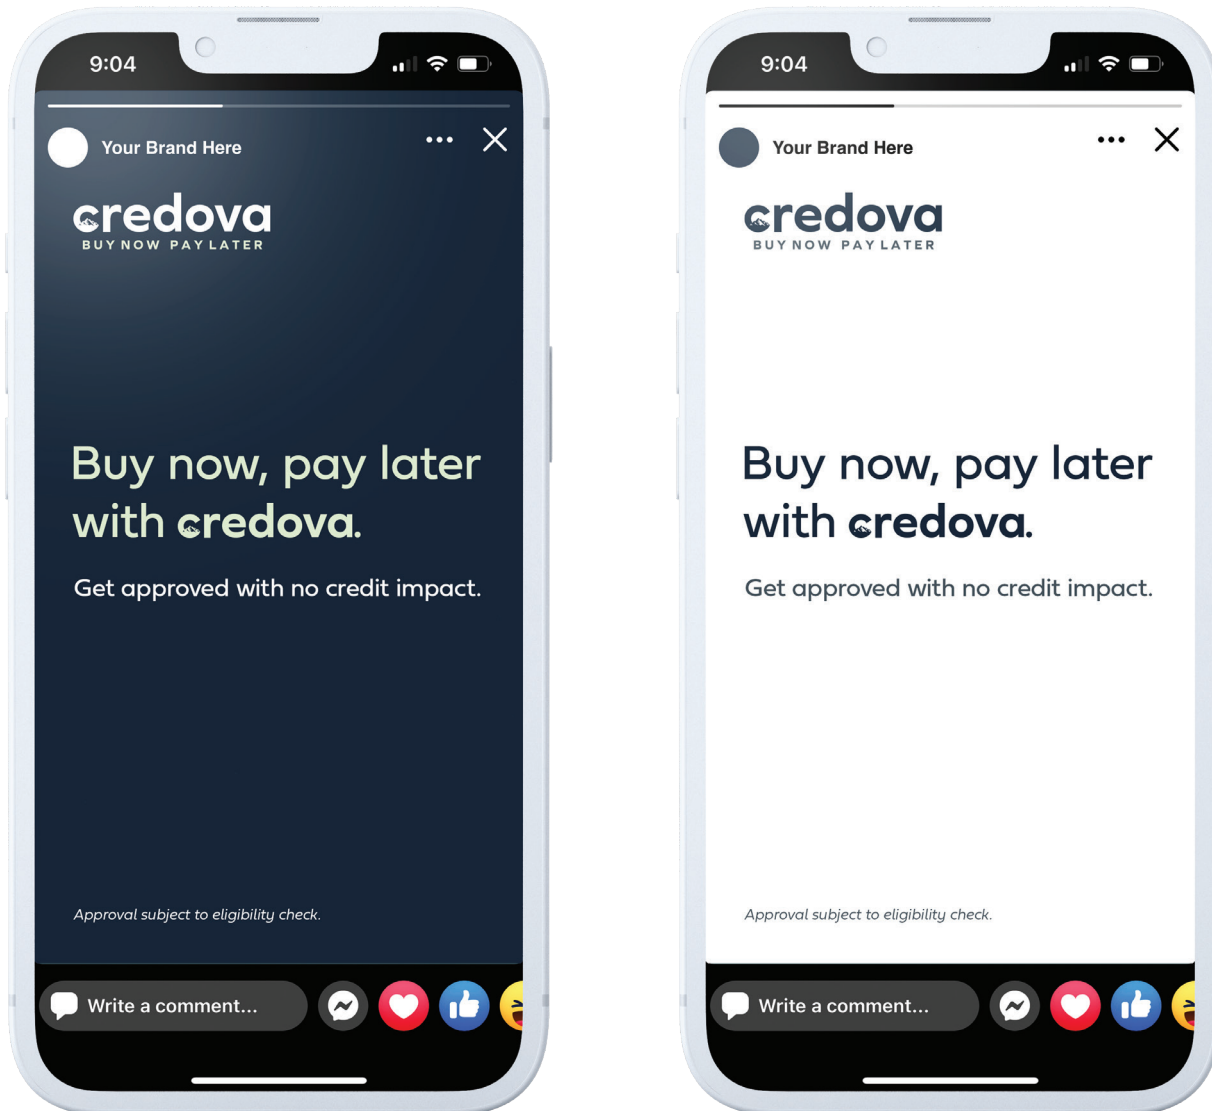 9:04
Your Brand Here
credova
BUY NOW PAY LATER
Buy now, pay later
with credova.
Get approved with no credit impact.
Approval subject to eligibility check.
Write a comment...
9:04
Your Brand Here
credova
BUY NOW PAY LATER
Buy now, pay later
with credova.
Get approved with no credit impact.
Approval subject to eligibility check.
Write a comment...